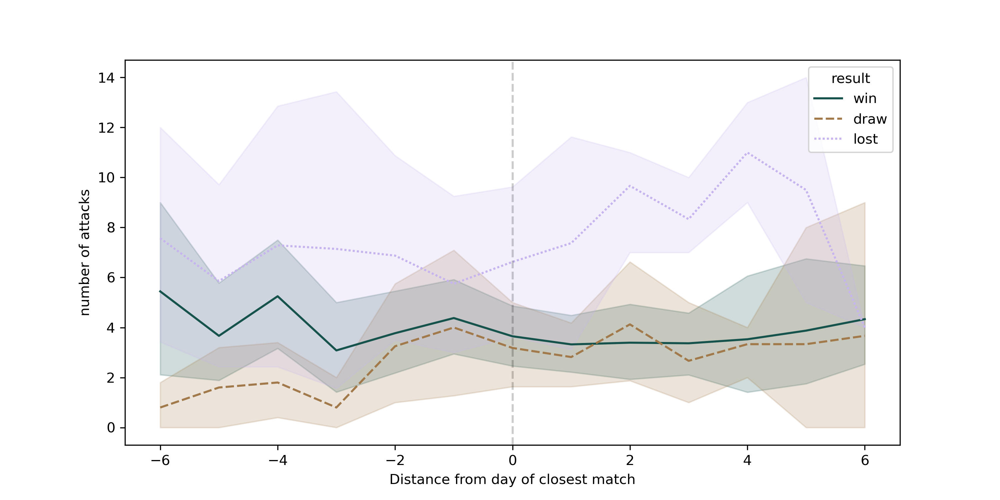 14
12
10
8
6
4
2
0
number of attacks
result
win
draw
lost
−6
−4
−2
0
2
4
6
Distance from day of closest match